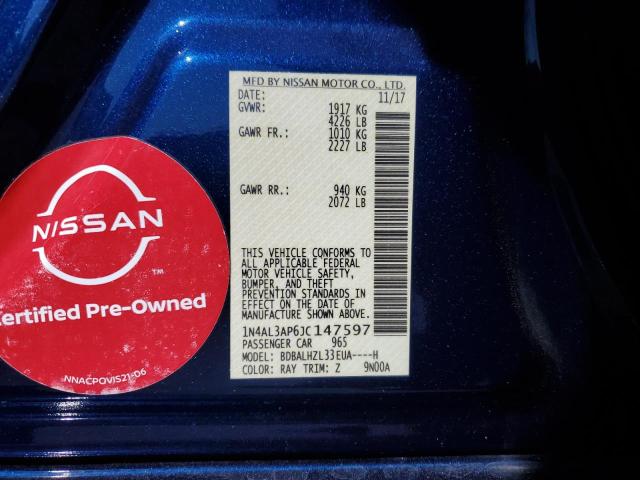 MFD BY NISSAN MOTOR CO., LTD.
DATE: 11/17
GVWR: 1917 KG
4226 LB
GAWR FR.: 1010 KG
2227 LB
GAWR RR.: 940 KG
2072 LB
THIS VEHICLE CONFORMS TO
ALL APPLICABLE FEDERAL
MOTOR VEHICLE SAFETY,
BUMPER, AND THEFT
PREVENTION STANDARDS IN
EFFECT ON THE DATE OF
MANUFACTURE SHOWN ABOVE.
1N4AL3AP6JC147597
PASSENGER CAR 965
MODEL: BDBALHZL33EUA----H
COLOR: RAY TRIM: Z 9N00A
NISSAN
TM
Certified Pre-Owned
NNACPOVIS21-06